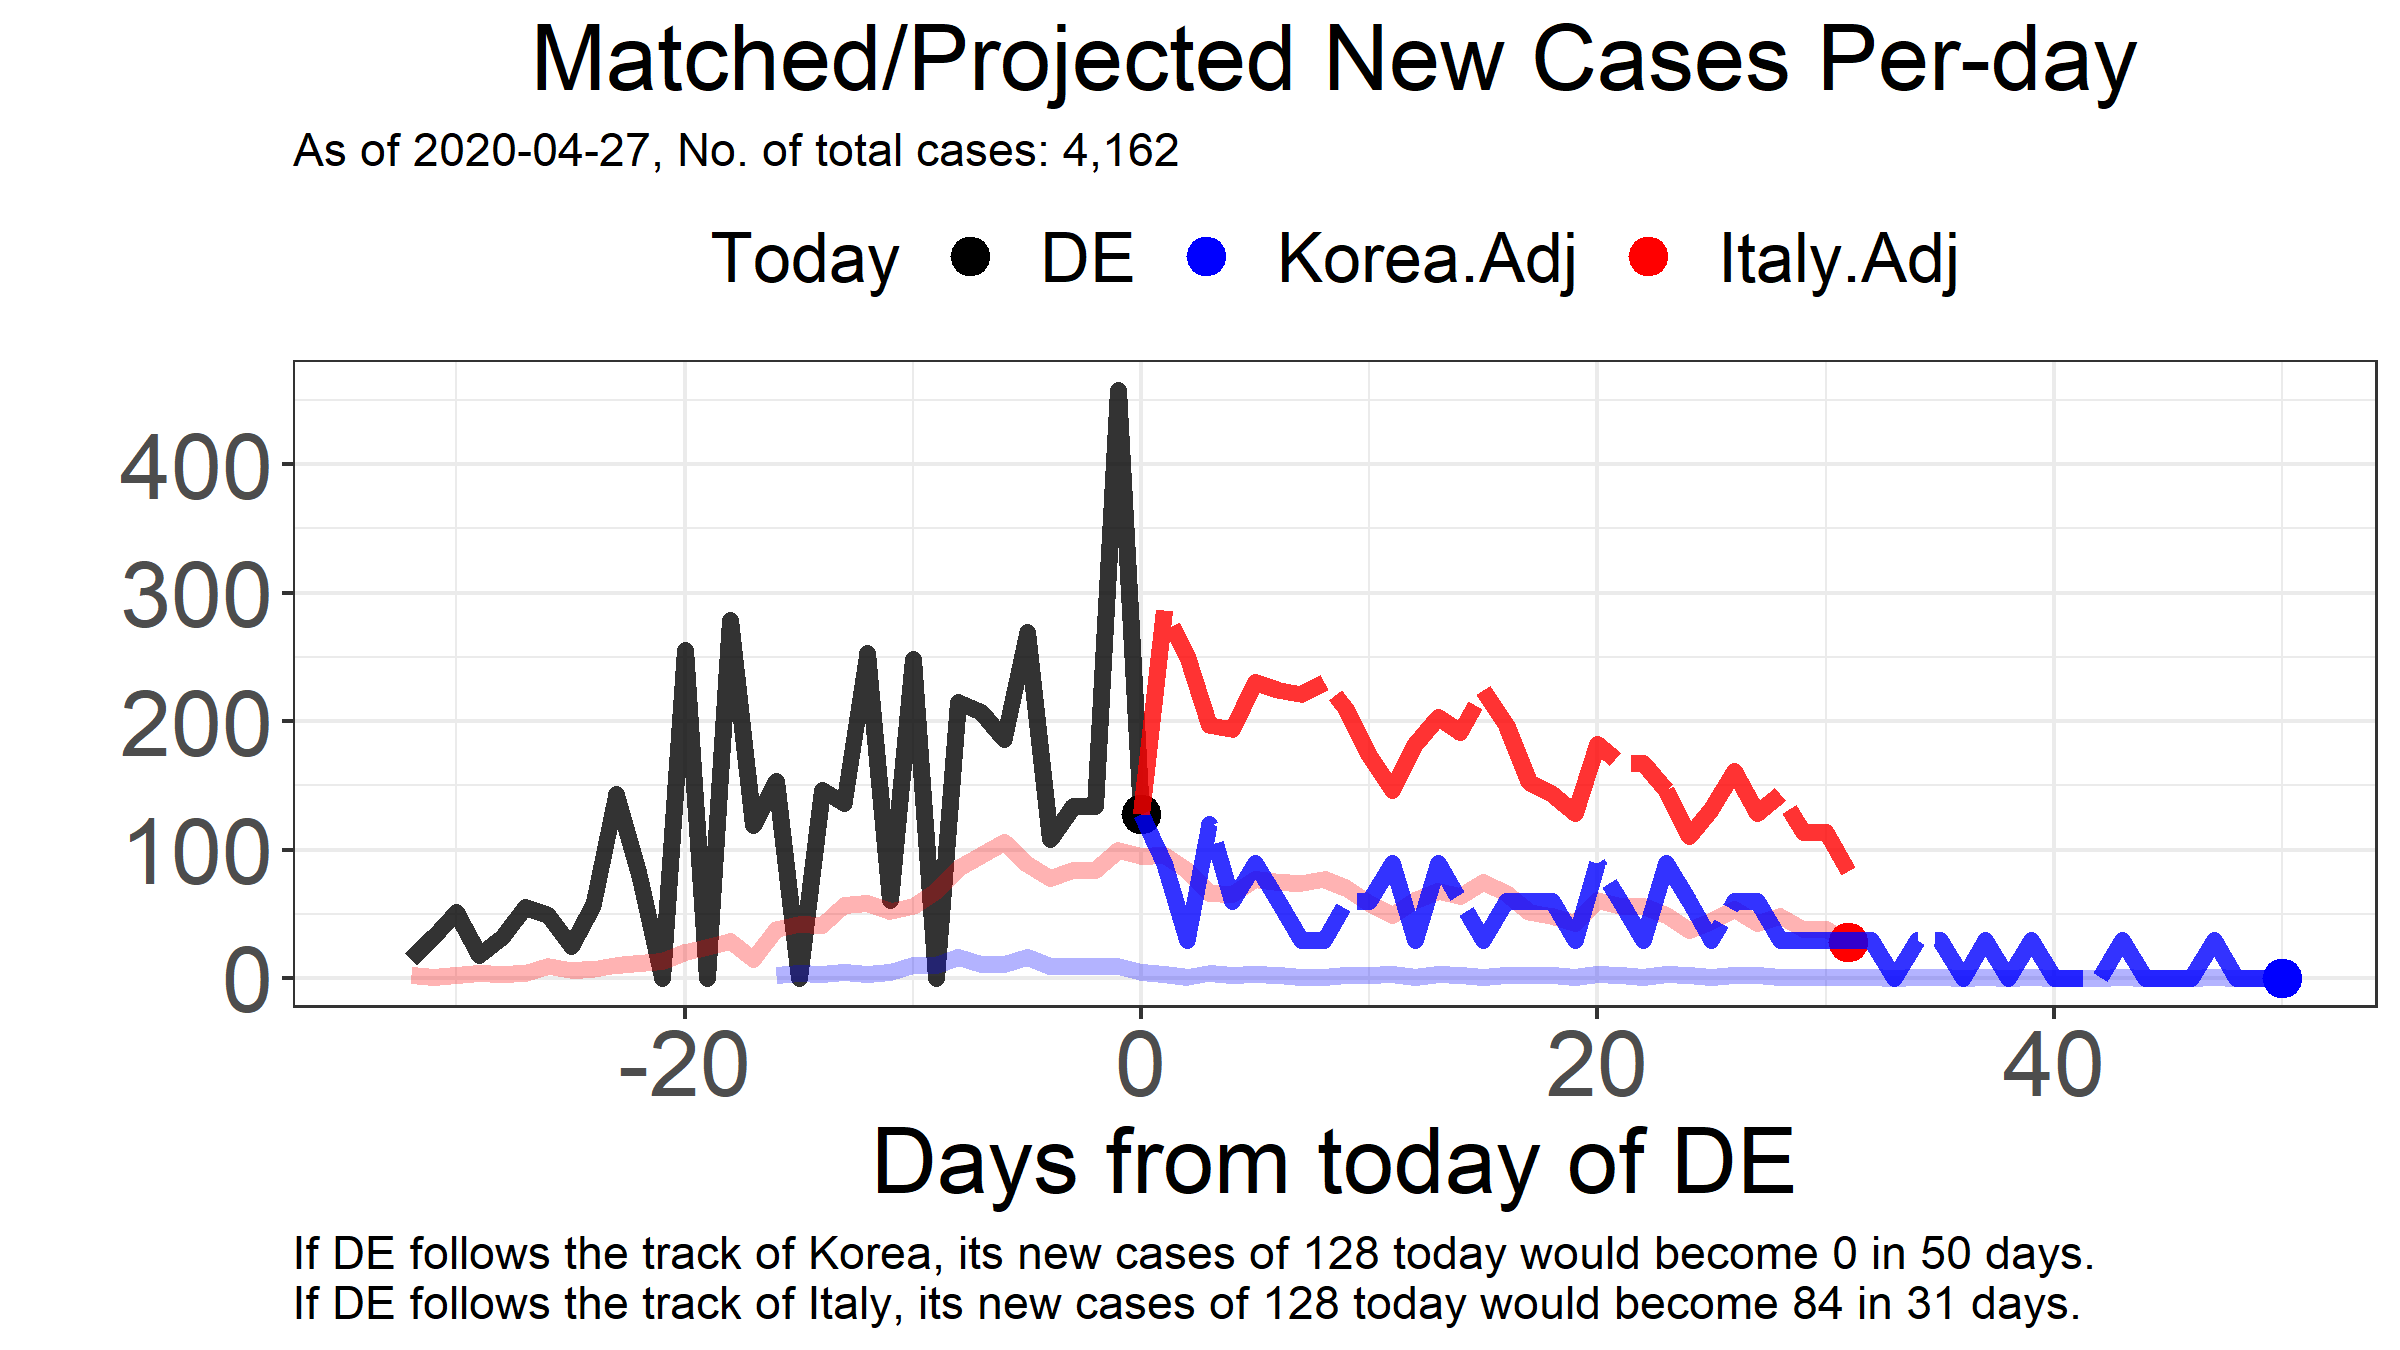 Matched/Projected New Cases Per-day
As of 2020-04-27, No. of total cases: 4,162
Today DE Korea.Adj Italy.Adj
400
300
200
100
0
-20 0 20 40
Days from today of DE
If DE follows the track of Korea, its new cases of 128 today would become 0 in 50 days.
If DE follows the track of Italy, its new cases of 128 today would become 84 in 31 days.